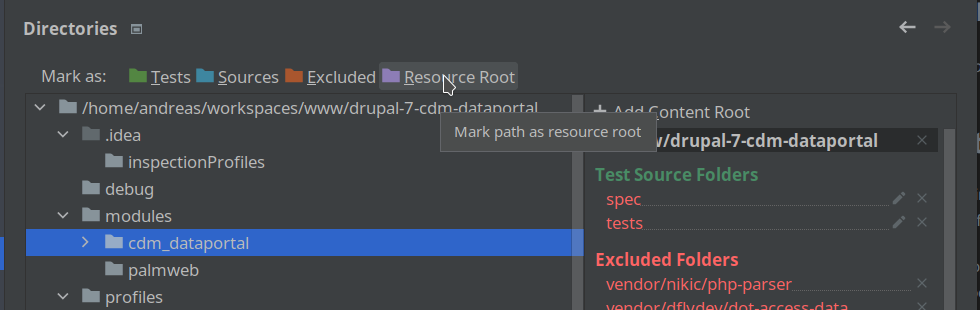 Directories
Mark as: Tests Sources Excluded Resource Root
/home/andreas/workspaces/www/drupal-7-cdm-dataportal
.idea
inspectionProfiles
debug
modules
cdm_dataportal
palmweb
profiles
Mark path as resource root
Add Content Root
w/drupal-7-cdm-dataportal
Test Source Folders
spec
tests
Excluded Folders
vendor/nikic/php-parser
vendor/dflydev/dot-access-data